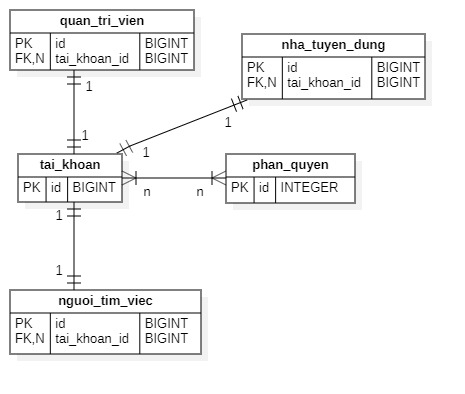 quan_tri_vien
PK id BIGINT
FK,N tai_khoan_id BIGINT
nha_tuyen_dung
PK id BIGINT
FK,N tai_khoan_id BIGINT
1
1
1
1
tai_khoan
PK id BIGINT
n
n
phan_quyen
PK id INTEGER
1
1
nguoi_tim_viec
PK id BIGINT
FK,N tai_khoan_id BIGINT